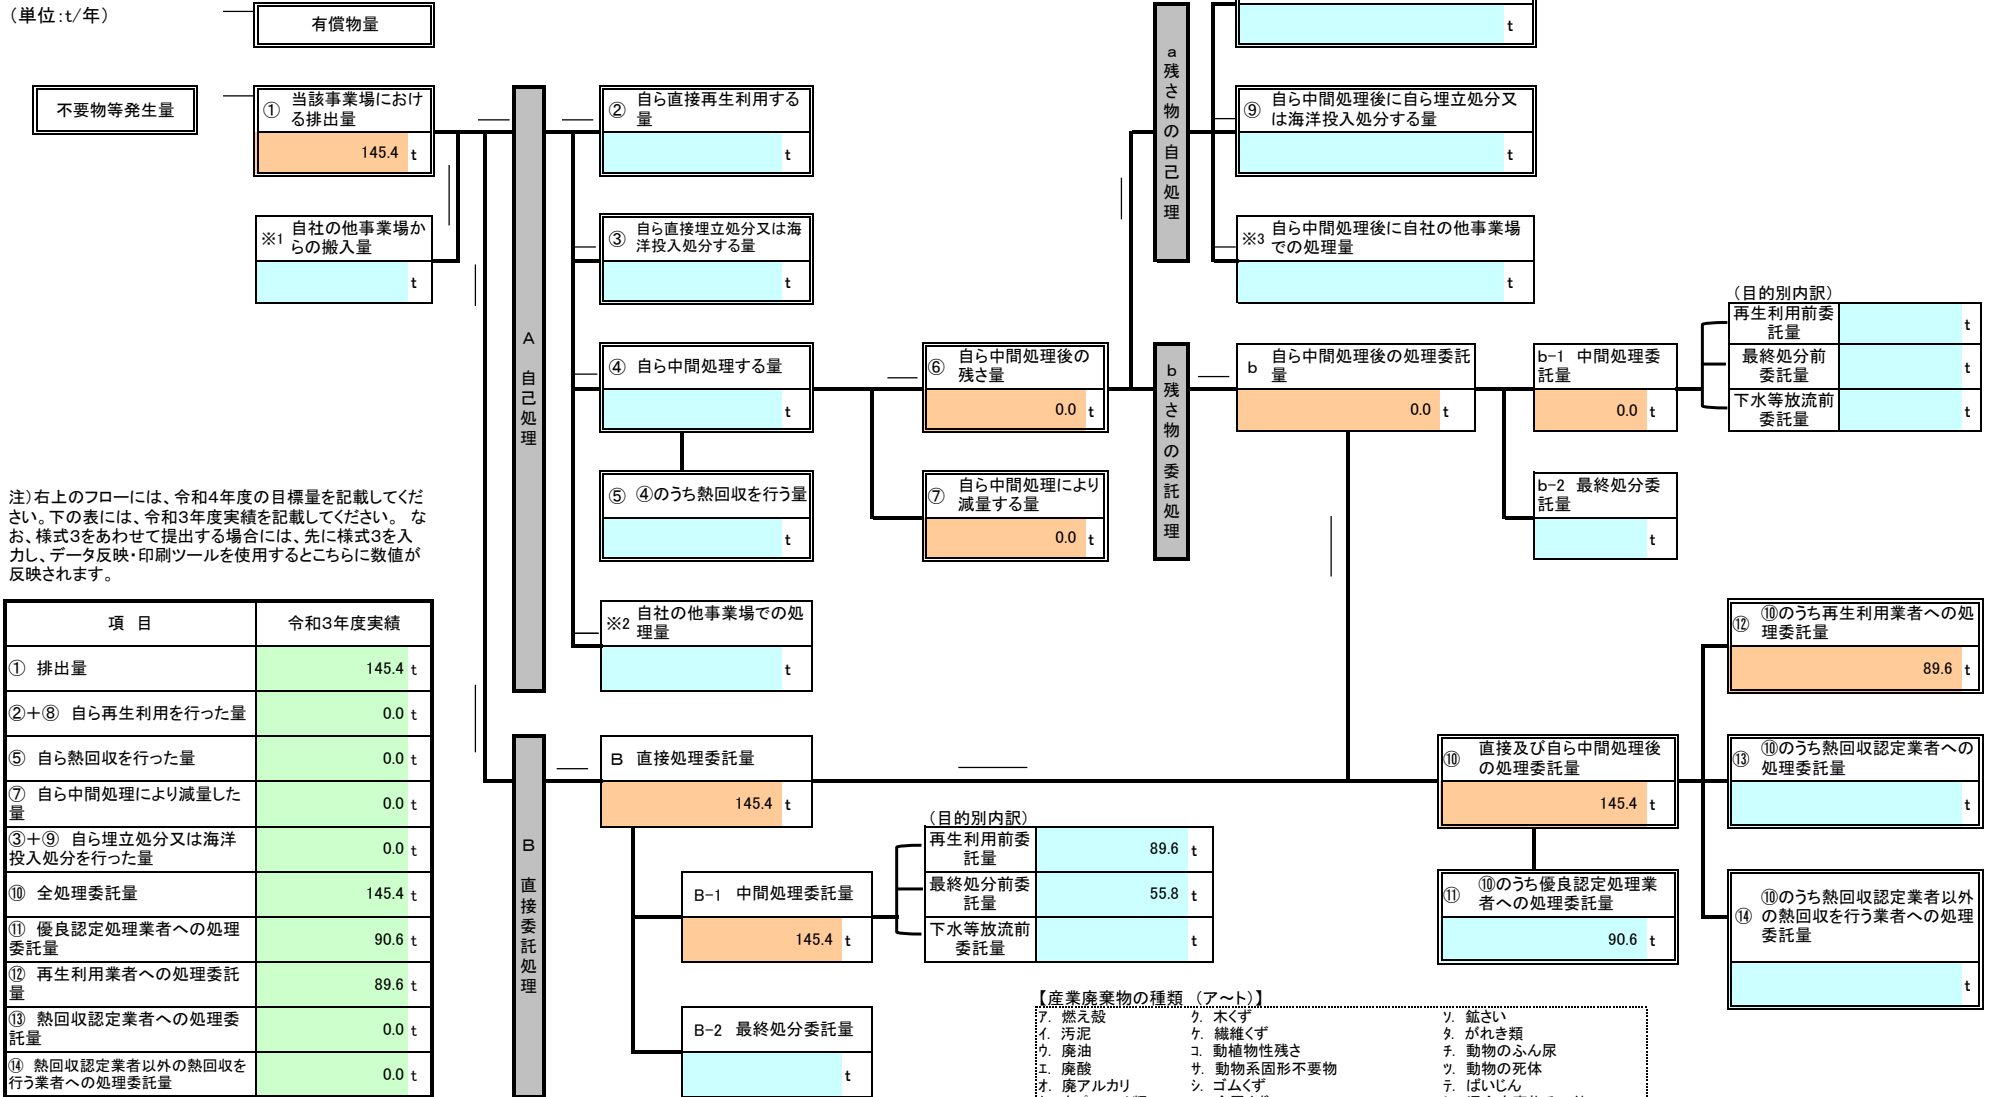 (単位:t/年)
有償物量
不要物等発生量
① 当該事業場におけ
る排出量
145.4 t
※1 自社の他事業場か
らの搬入量
t
A 自己処理
② 自ら直接再生利用する
量
t
③ 自ら直接埋立処分又は海
洋投入処分する量
t
④ 自ら中間処理する量
t
⑤ ④のうち熱回収を行う量
t
※2 自社の他事業場での処
理量
t
⑥ 自ら中間処理後の
残さ量
0.0 t
⑦ 自ら中間処理により
減量する量
0.0 t
a 残さ物の自己処理
t
⑨ 自ら中間処理後に自ら埋立処分又
は海洋投入処分する量
t
※3 自ら中間処理後に自社の他事業場
での処理量
t
b 残さ物の委託処理
b 自ら中間処理後の処理委託
量
0.0 t
b-1 中間処理委
託量
0.0 t
b-2 最終処分委
託量
t
(目的別内訳)
再生利用前委
託量
t
最終処分前
委託量
t
下水等放流前
委託量
t
注)右上のフローには、令和4年度の目標量を記載してくだ
さい。下の表には、令和3年度実績を記載してください。 な
お、様式3をあわせて提出する場合には、先に様式3を入
力し、データ反映・印刷ツールを使用するとこちらに数値が
反映されます。
項 目 令和3年度実績
① 排出量 145.4 t
②+⑧ 自ら再生利用を行った量 0.0 t
⑤ 自ら熱回収を行った量 0.0 t
⑦ 自ら中間処理により減量した
量 0.0 t
③+⑨ 自ら埋立処分又は海洋
投入処分を行った量 0.0 t
⑩ 全処理委託量 145.4 t
⑪ 優良認定処理業者への処理
委託量 90.6 t
⑫ 再生利用業者への処理委託
量 89.6 t
⑬ 熱回収認定業者への処理委
託量 0.0 t
⑭ 熱回収認定業者以外の熱回収を
行う業者への処理委託量 0.0 t
B 直接委託処理
B 直接処理委託量
145.4 t
B-1 中間処理委託量
145.4 t
B-2 最終処分委託量
t
(目的別内訳)
再生利用前委
託量
89.6 t
最終処分前委
託量
55.8 t
下水等放流前
委託量
t
⑩ 直接及び自ら中間処理後
の処理委託量
145.4 t
⑪ ⑩のうち優良認定処理業
者への処理委託量
90.6 t
⑫ ⑩のうち再生利用業者への処
理委託量
89.6 t
⑬ ⑩のうち熱回収認定業者への
処理委託量
t
⑭ ⑩のうち熱回収認定業者以外
の熱回収を行う業者への処理
委託量
t
【産業廃棄物の種類 (ア~ト)】
ア. 燃え殻 ク. 木くず ソ. 鉱さい
イ. 汚泥 ケ. 繊維くず タ. がれき類
ウ. 廃油 コ. 動植物性残さ チ. 動物のふん尿
エ. 廃酸 サ. 動物系固形不要物 ツ. 動物の死体
オ. 廃アルカリ シ. ゴムくず テ. ばいじん